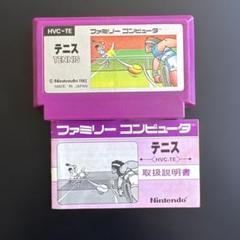 HVC-TE
ファミリーコンピュータ
テニス
TENNIS
©Nintendo 1983
MADE IN JAPAN
ファミリー コンピュータ
テニス
HVC-TE
取扱説明書
Nintendo